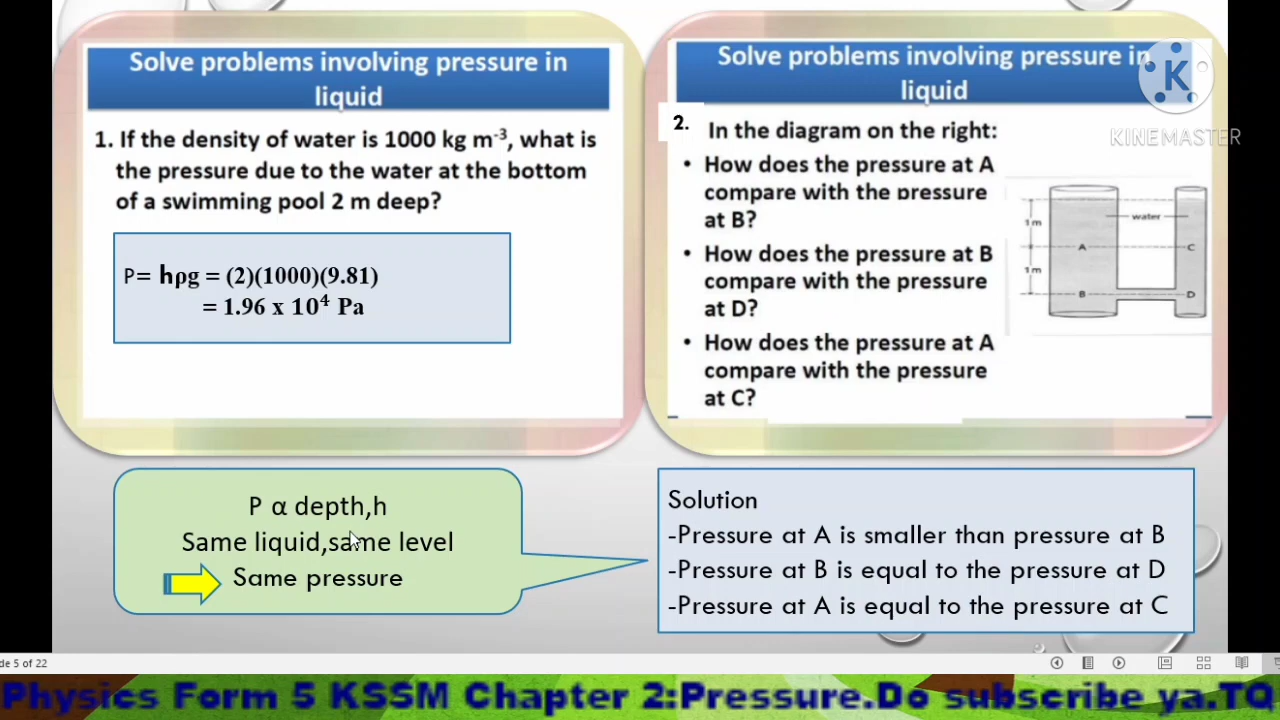 Solve problems involving pressure in
liquid
1. If the density of water is 1000 kg m⁻³, what is
the pressure due to the water at the bottom
of a swimming pool 2 m deep?
P= hρg = (2)(1000)(9.81)
= 1.96 x 10⁴ Pa
Solve problems involving pressure in
liquid
K
KINEMASTER
2. In the diagram on the right:
• How does the pressure at A
compare with the pressure
at B?
• How does the pressure at B
compare with the pressure
at D?
• How does the pressure at A
compare with the pressure
at C?
1 m
water
A
C
1 m
B
D
P α depth,h
Same liquid,same level
Same pressure
Solution
-Pressure at A is smaller than pressure at B
-Pressure at B is equal to the pressure at D
-Pressure at A is equal to the pressure at C
de 5 of 22
Physics Form 5 KSSM Chapter 2:Pressure.Do subscribe ya.TQ